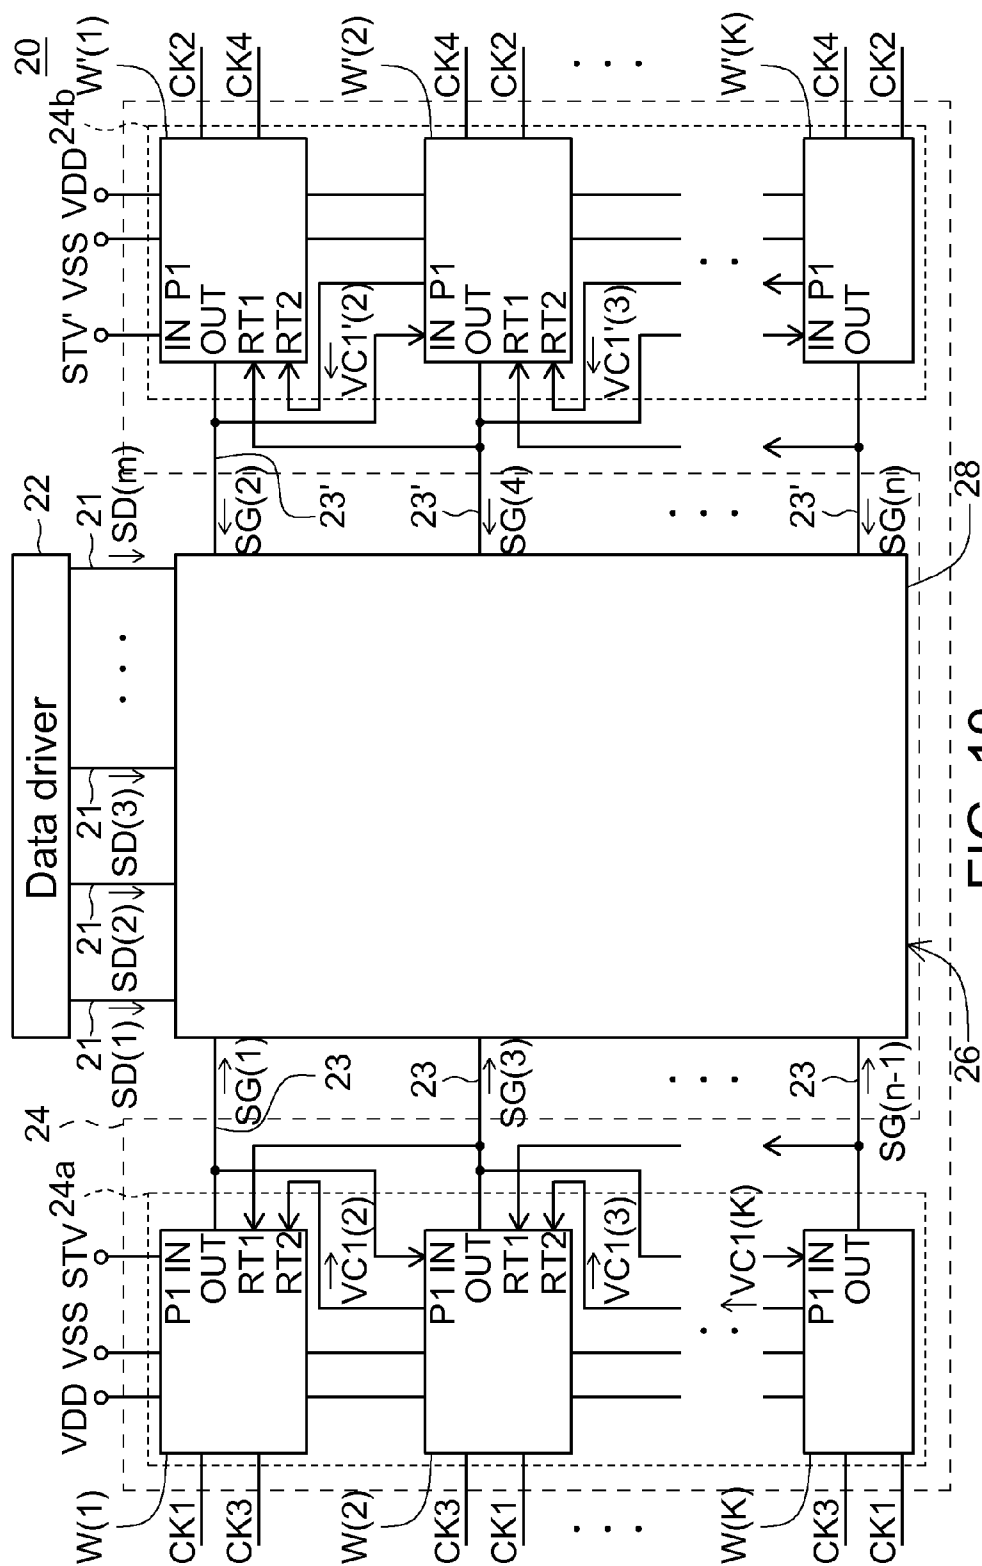 20
Data driver
22
21
21
21
21
SD(1)
SD(2)
SD(3)
. . .
SD(m)
24
24a
VDD
VSS
STV
W(1)
CK1
CK3
P1
IN
OUT
RT1
RT2
SG(1)
23
VC1(2)
W(2)
CK3
CK1
P1
IN
OUT
RT1
RT2
SG(3)
23
VC1(3)
. . .
VC1(K)
W(K)
CK3
CK1
P1
IN
OUT
SG(n-1)
23
. . .
26
28
STV'
VSS
VDD
24b
W'(1)
CK2
CK4
IN
P1
OUT
RT1
RT2
SG(2)
23'
VC1'(2)
W'(2)
CK4
CK2
IN
P1
OUT
RT1
RT2
SG(4)
23'
VC1'(3)
. . .
W'(K)
CK4
CK2
IN
P1
OUT
SG(n)
23'
. . .
FIG.